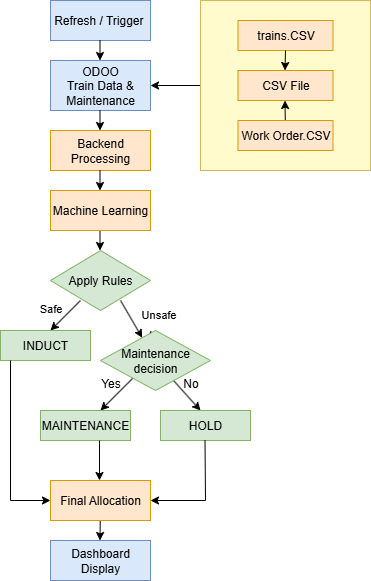 Refresh / Trigger
trains.CSV
ODOO
Train Data &
Maintenance
CSV File
Work Order.CSV
Backend
Processing
Machine Learning
Apply Rules
Safe
Unsafe
INDUCT
Maintenance
decision
Yes
No
MAINTENANCE
HOLD
Final Allocation
Dashboard
Display